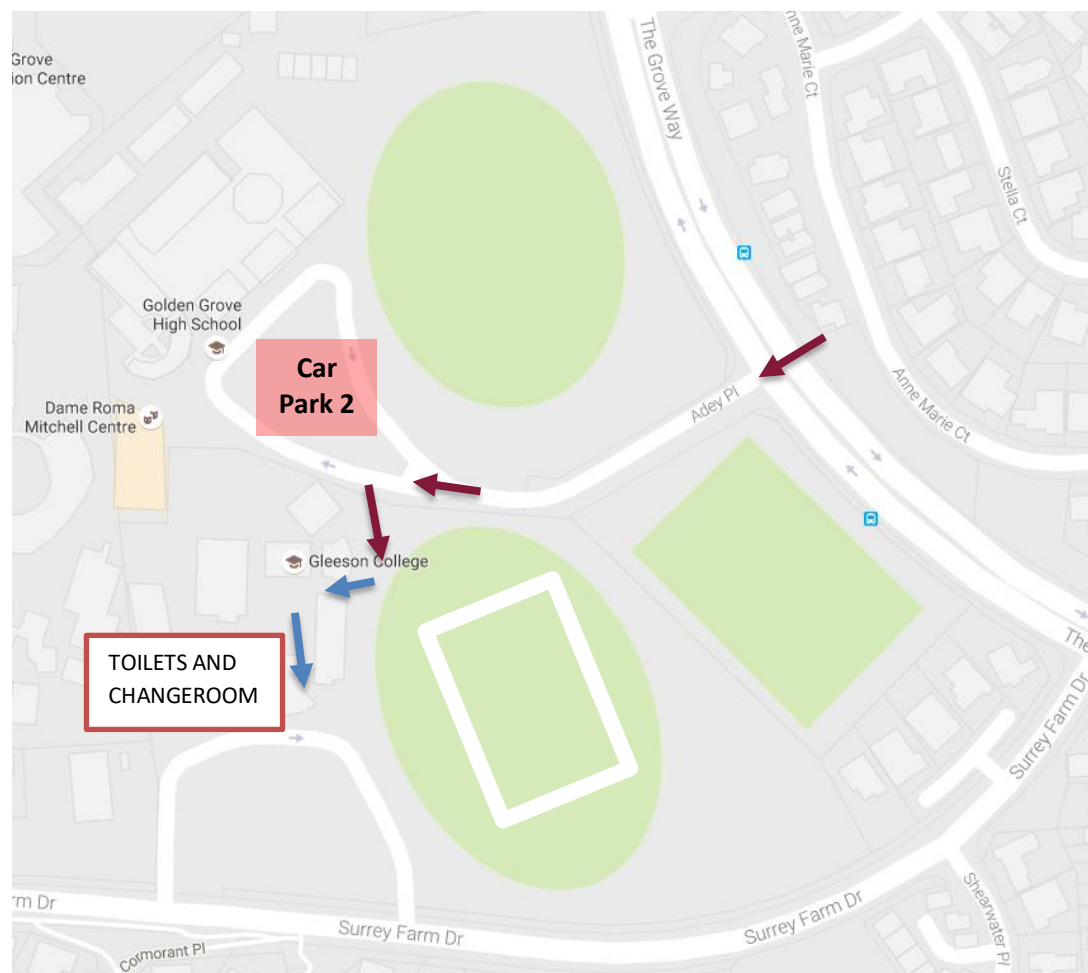 Grove
ion Centre
The Grove Way
nne Marie Ct
Stella Ct
Golden Grove
High School
Car
Park 2
Dame Roma
Mitchell Centre
Adey Pl
Anne Marie Ct
Gleeson College
TOILETS AND
CHANGEROOM
The
Surrey Farm Dr
rm Dr
Surrey Farm Dr
Surrey Farm Dr
Shearwater Pl
Cormorant Pl